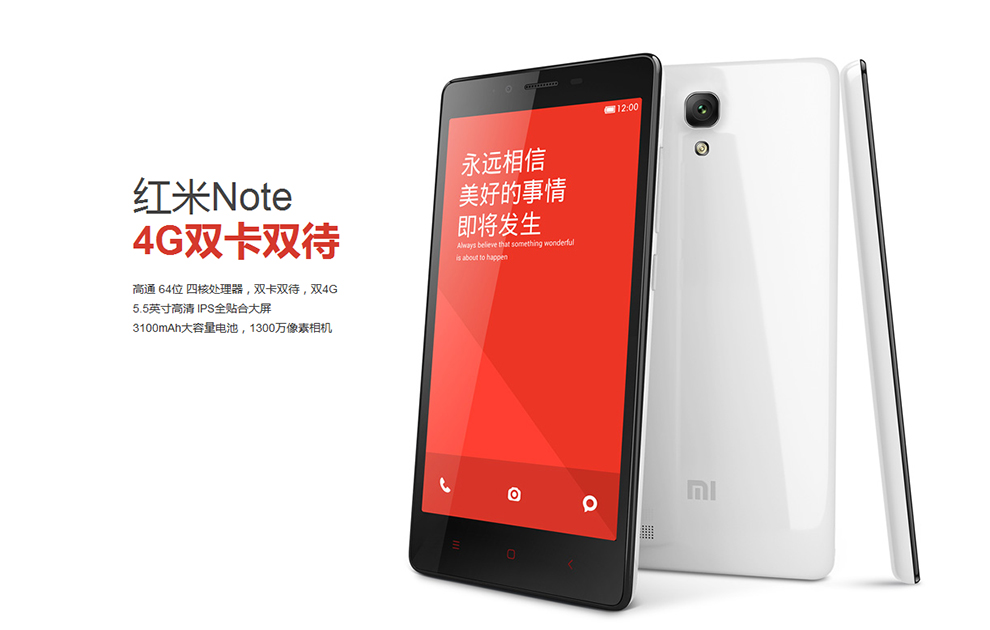 红米Note
4G双卡双待
高通 64位 四核处理器，双卡双待，双4G
5.5英寸高清 IPS全贴合大屏
3100mAh大容量电池，1300万像素相机
12:00
永远相信
美好的事情
即将发生
Always believe that something wonderful
is about to happen
mi